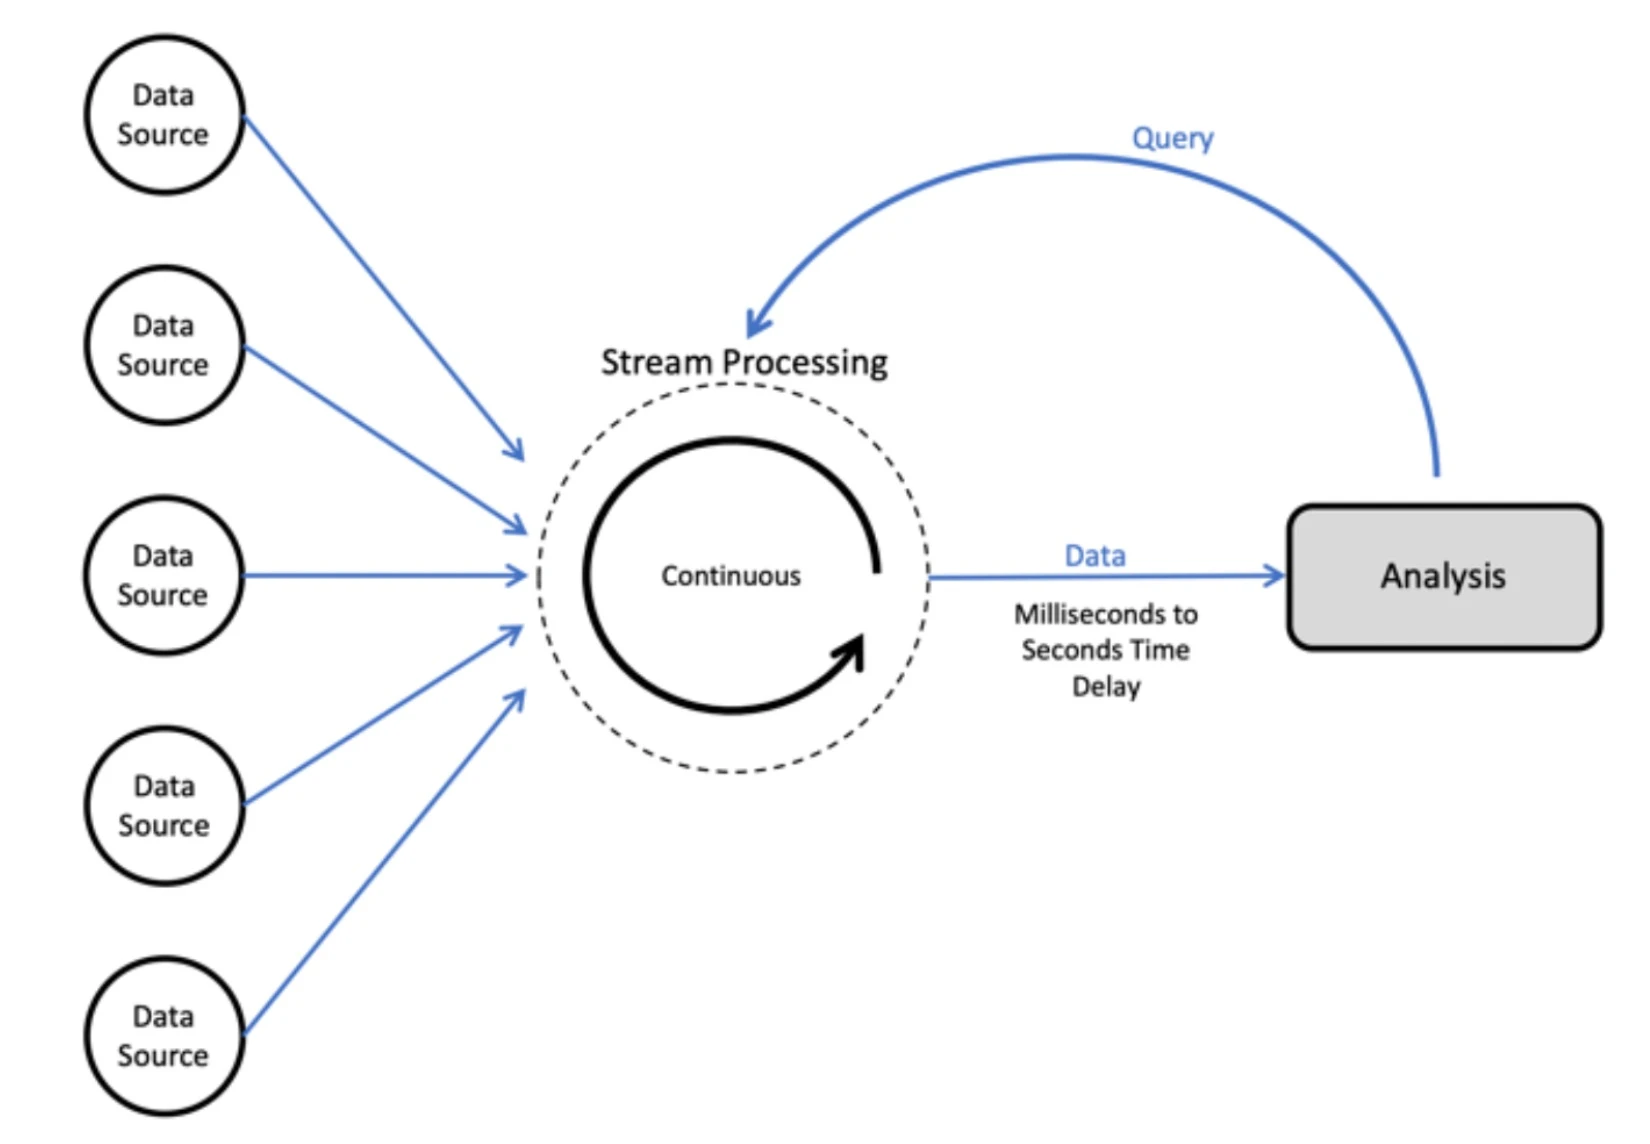 Data
Source
Data
Source
Data
Source
Data
Source
Data
Source
Query
Stream Processing
Continuous
Data
Milliseconds to
Seconds Time
Delay
Analysis